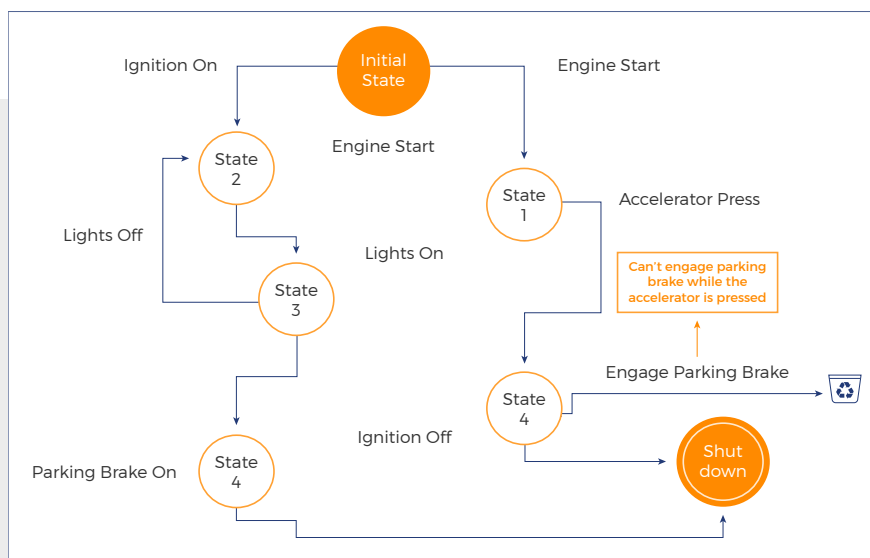 Initial
State
Ignition On
Engine Start
Engine Start
State
2
State
1
Accelerator Press
Lights Off
Lights On
Can't engage parking
brake while the
accelerator is pressed
State
3
Engage Parking Brake
State
4
Ignition Off
Shut
down
Parking Brake On
State
4